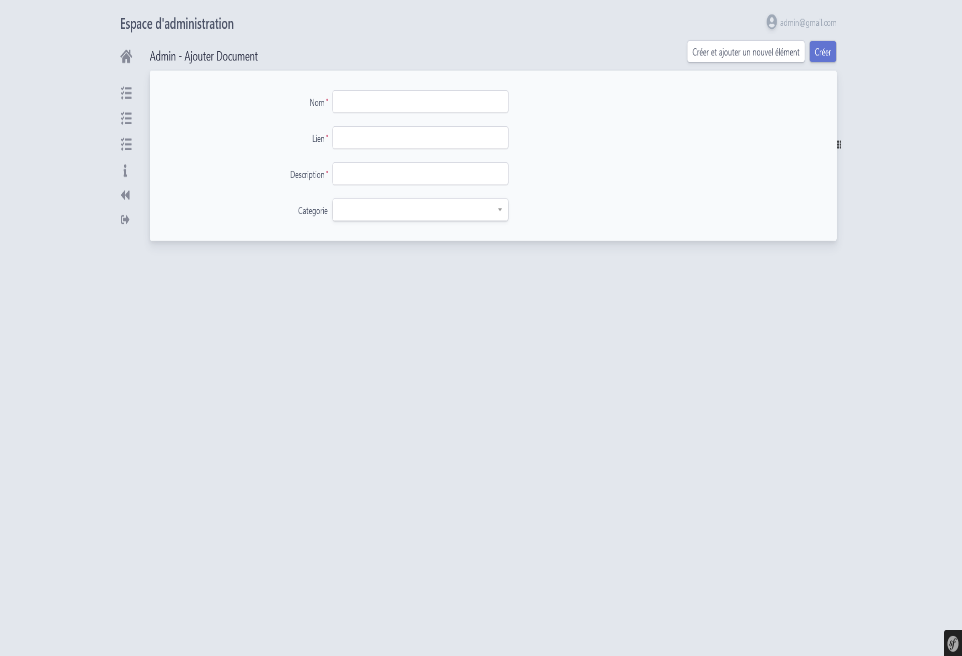 Espace d'administration
admin@gmail.com
Admin - Ajouter Document
Créer et ajouter un nouvel élément
Créer
Nom *
Lien *
Description *
Categorie
sf